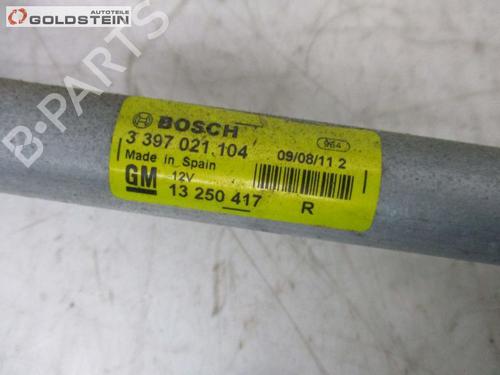 AUTOTEILE
GOLDSTEIN
B-PARTS
BOSCH
3 397 021 104
Made in Spain
12V
09/08/11 2
964
GM
13 250 417
R